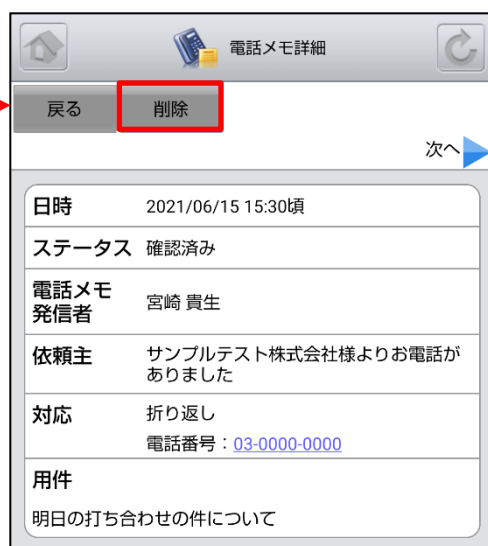 電話メモ詳細
戻る 削除
次へ
日時 2021/06/15 15:30頃
ステータス 確認済み
電話メモ
発信者 宮崎 貴生
依頼主 サンプルテスト株式会社様よりお電話が
ありました
対応 折り返し
電話番号：03-0000-0000
用件
明日の打ち合わせの件について